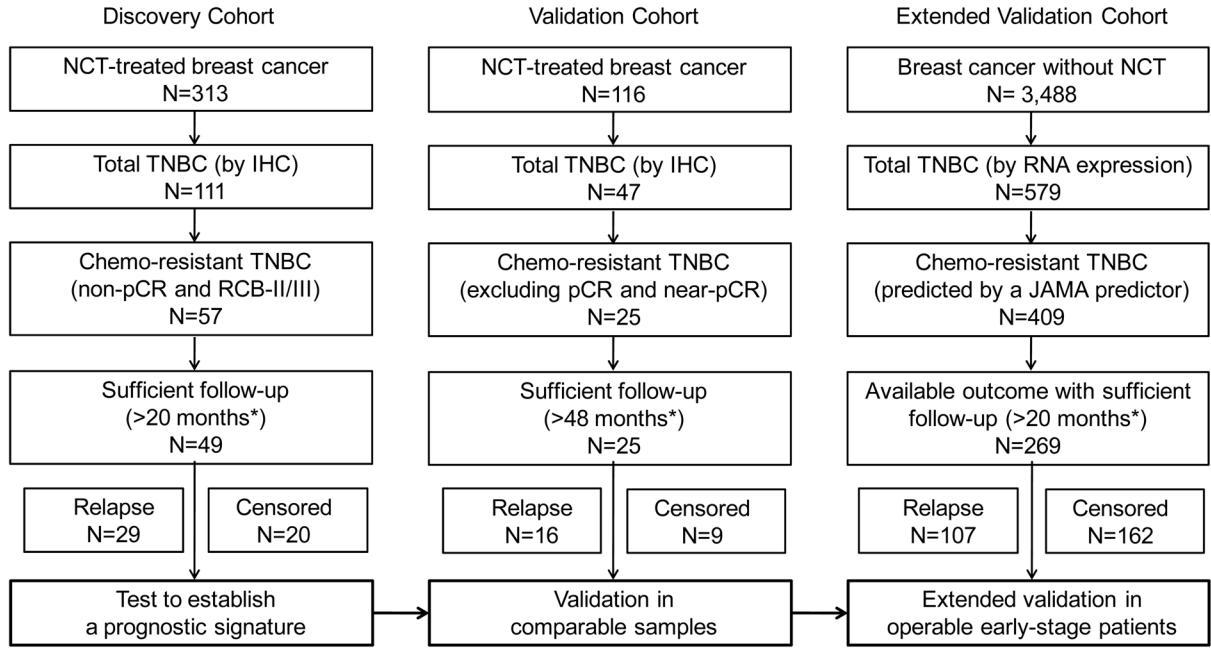 Discovery Cohort
NCT-treated breast cancer
N=313
Total TNBC (by IHC)
N=111
Chemo-resistant TNBC
(non-pCR and RCB-II/III)
N=57
Sufficient follow-up
(>20 months*)
N=49
Relapse
N=29
Censored
N=20
Test to establish
a prognostic signature
Validation Cohort
NCT-treated breast cancer
N=116
Total TNBC (by IHC)
N=47
Chemo-resistant TNBC
(excluding pCR and near-pCR)
N=25
Sufficient follow-up
(>48 months*)
N=25
Relapse
N=16
Censored
N=9
Validation in
comparable samples
Extended Validation Cohort
Breast cancer without NCT
N= 3,488
Total TNBC (by RNA expression)
N=579
Chemo-resistant TNBC
(predicted by a JAMA predictor)
N=409
Available outcome with sufficient
follow-up (>20 months*)
N=269
Relapse
N=107
Censored
N=162
Extended validation in
operable early-stage patients